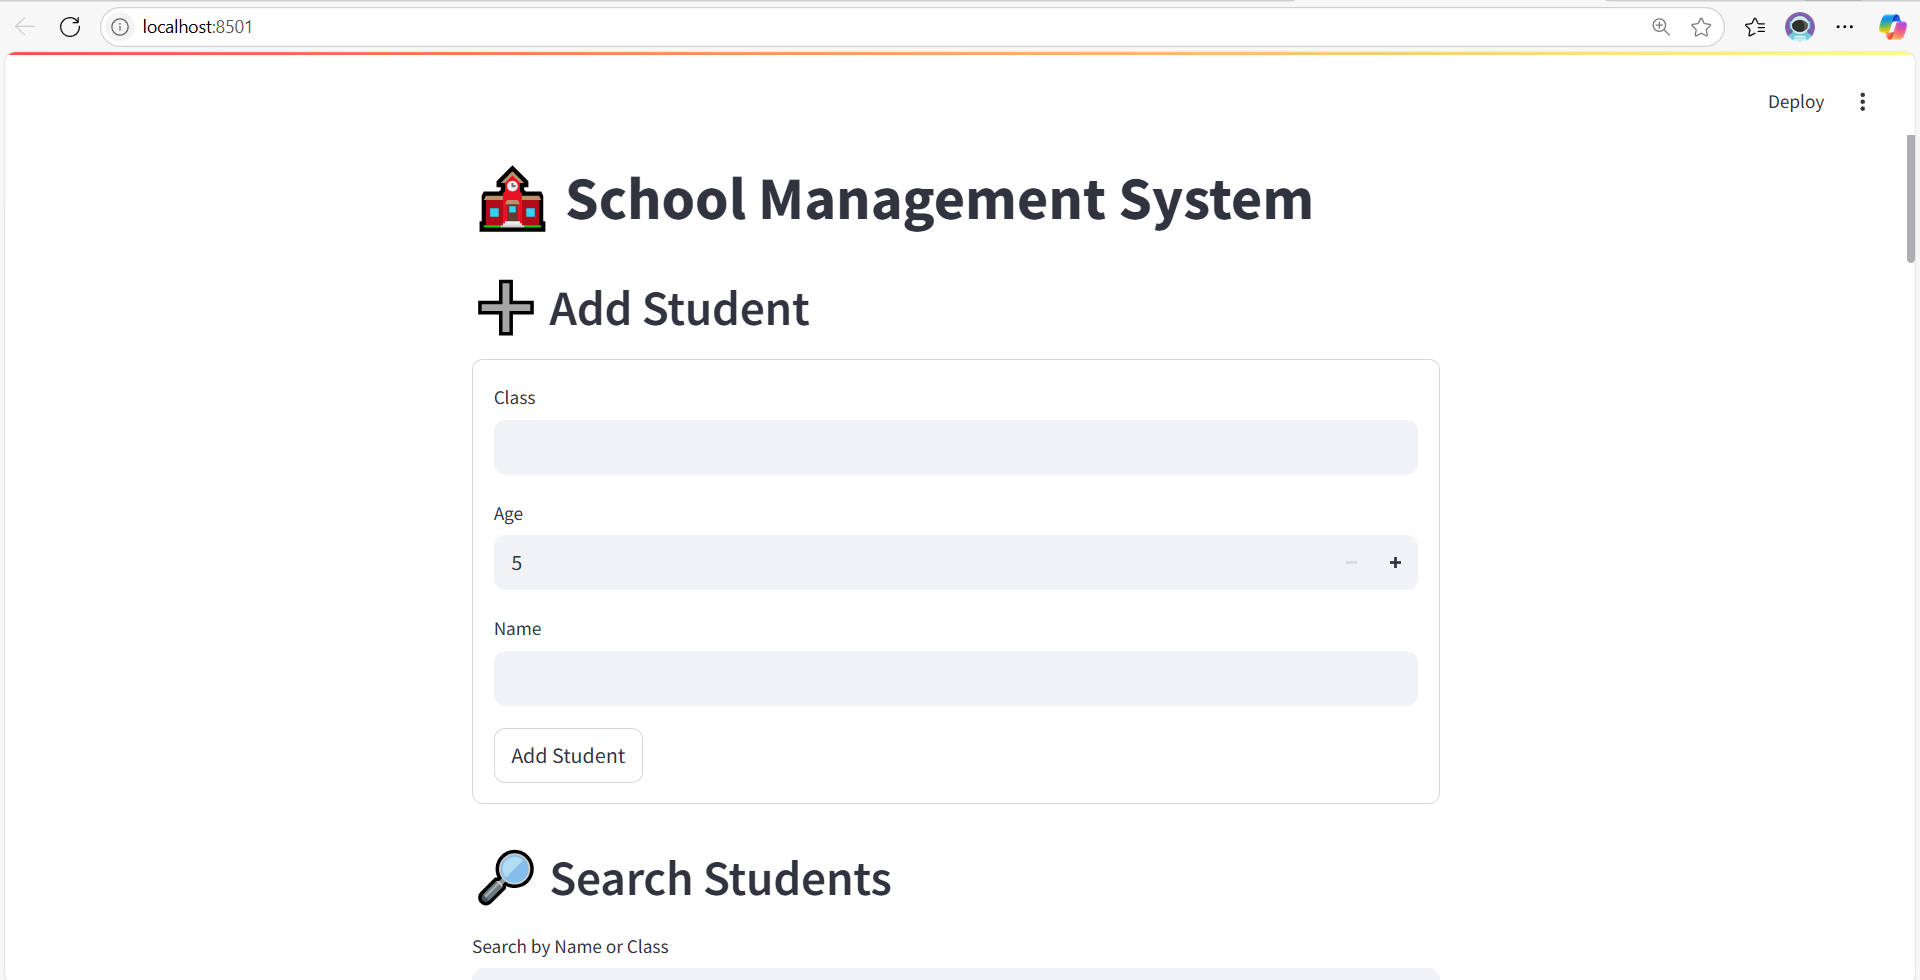 localhost:8501
Deploy
School Management System
Add Student
Class
Age
5
Name
Add Student
Search Students
Search by Name or Class